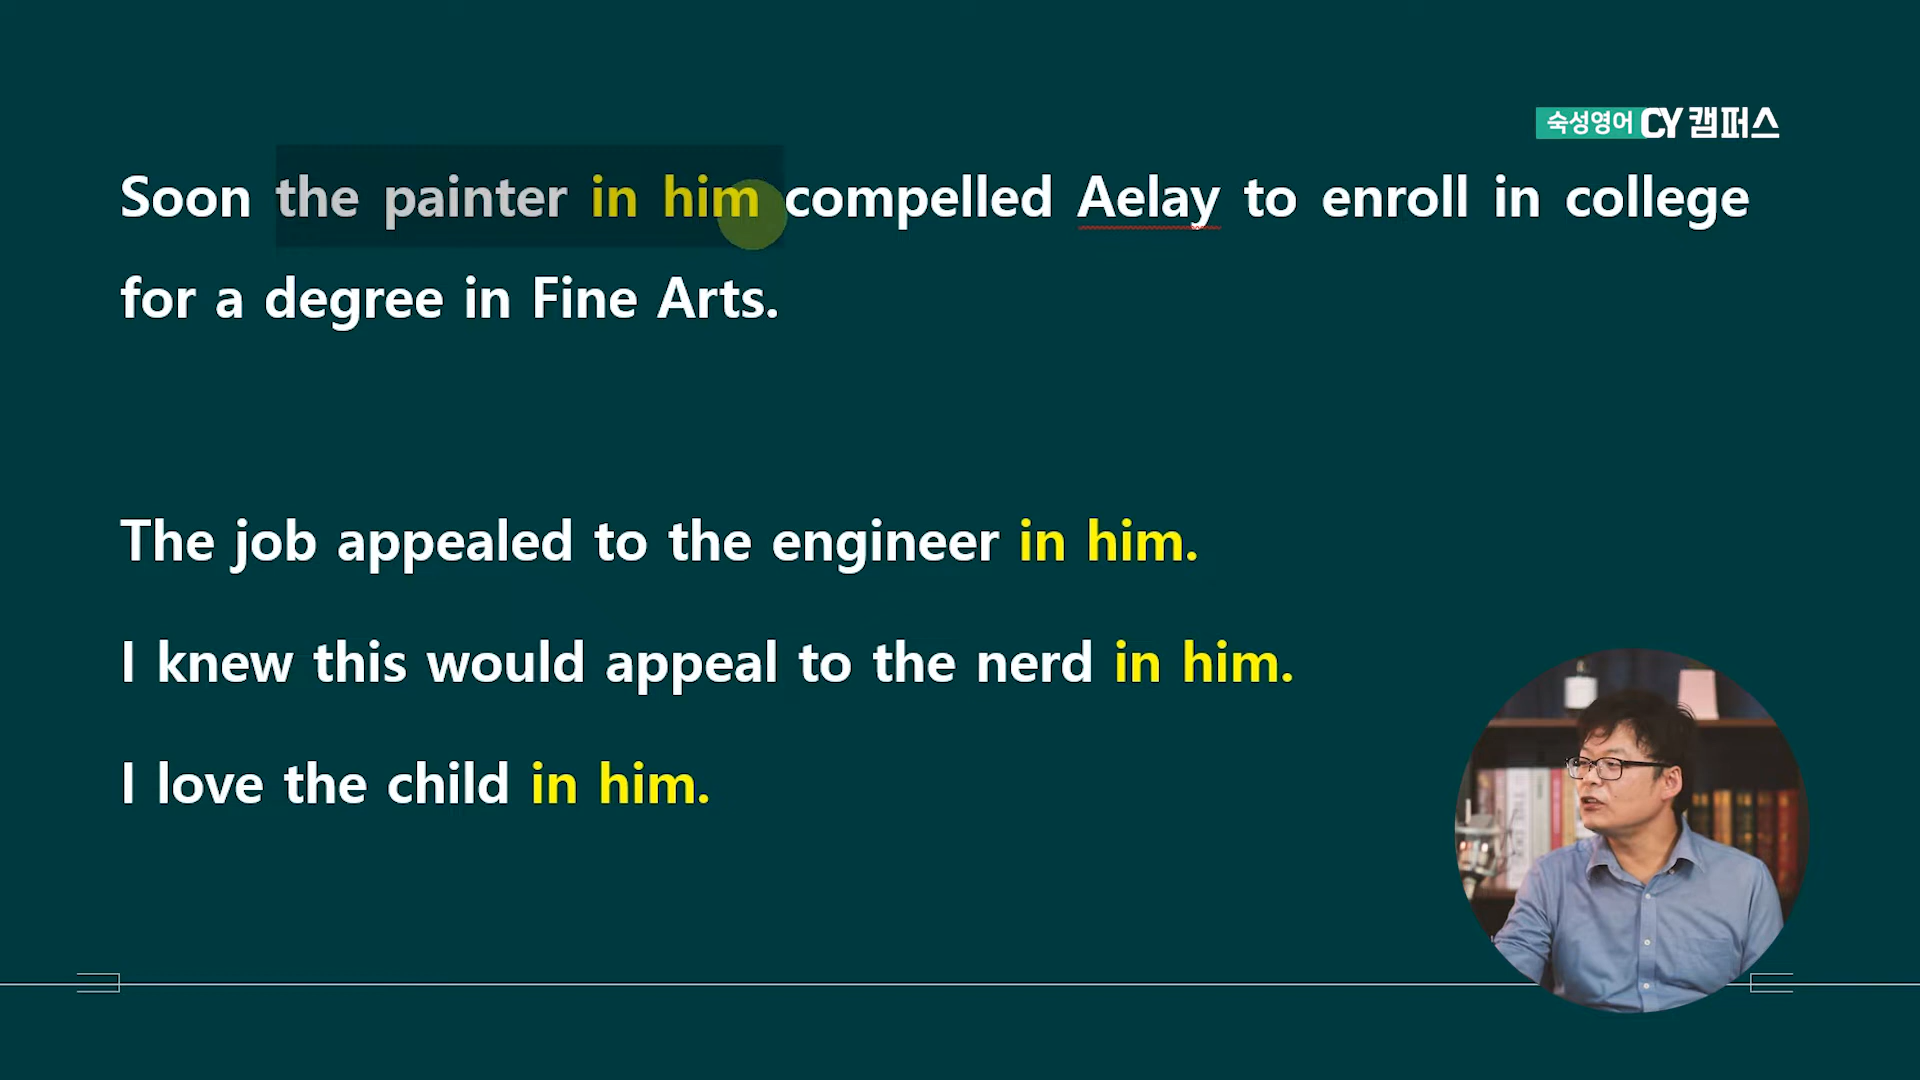 숙성영어 CY 캠퍼스
Soon the painter in him compelled Aelay to enroll in college
for a degree in Fine Arts.
The job appealed to the engineer in him.
I knew this would appeal to the nerd in him.
I love the child in him.